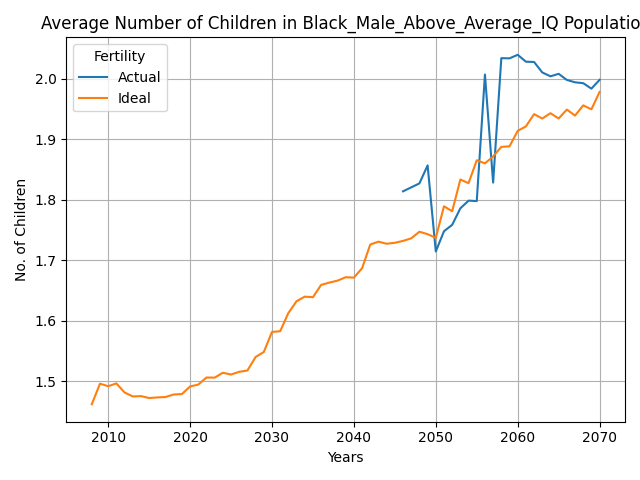 Average Number of Children in Black_Male_Above_Average_IQ Populatio
Fertility
Actual
Ideal
2.0
1.9
1.8
1.7
1.6
1.5
No. of Children
2010 2020 2030 2040 2050 2060 2070
Years